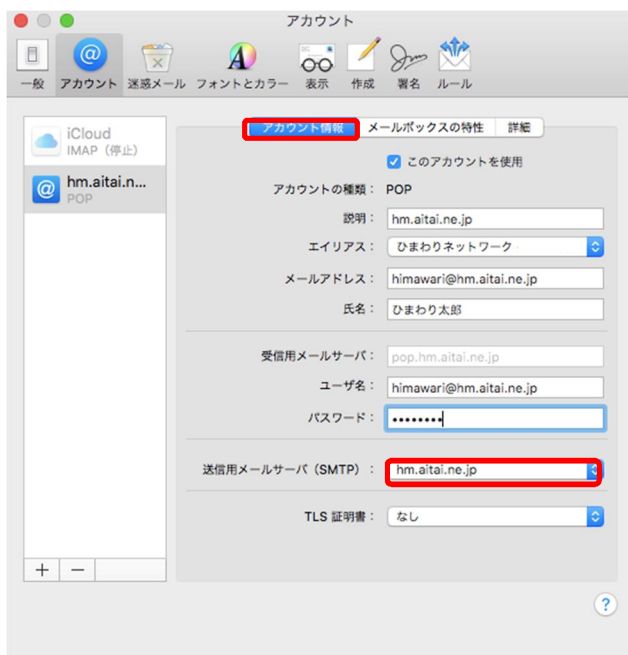 アカウント
一般 アカウント 迷惑メール フォントとカラー 表示 作成 署名 ルール
アカウント情報 メールボックスの特性 詳細
iCloud
IMAP（停止）
hm.aitai.n...
POP
このアカウントを使用
アカウントの種類： POP
説明： hm.aitai.ne.jp
エイリアス： ひまわりネットワーク
メールアドレス： himawari@hm.aitai.ne.jp
氏名： ひまわり太郎
受信用メールサーバ： pop.hm.aitai.ne.jp
ユーザ名： himawari@hm.aitai.ne.jp
パスワード： ••••••••
送信用メールサーバ（SMTP）： hm.aitai.ne.jp
TLS 証明書： なし
+ −
?